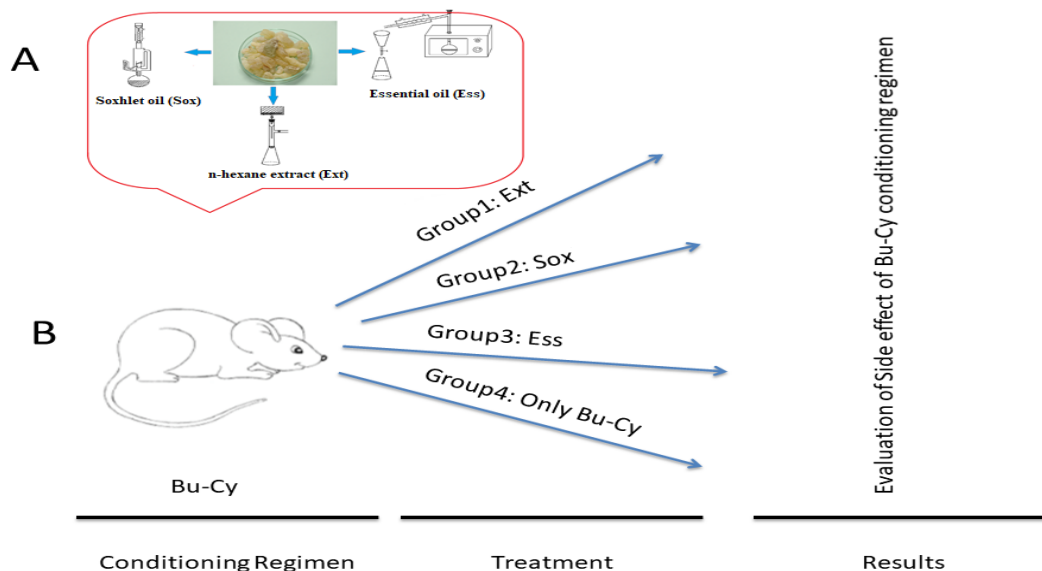 A
Soxhlet oil (Sox)
Essential oil (Ess)
n-hexane extract (Ext)
Group1: Ext
Group2: Sox
B
Group3: Ess
Group4: Only Bu-Cy
Bu-Cy
Evaluation of Side effect of Bu-Cy conditioning regimen
Conditioning Regimen
Treatment
Results